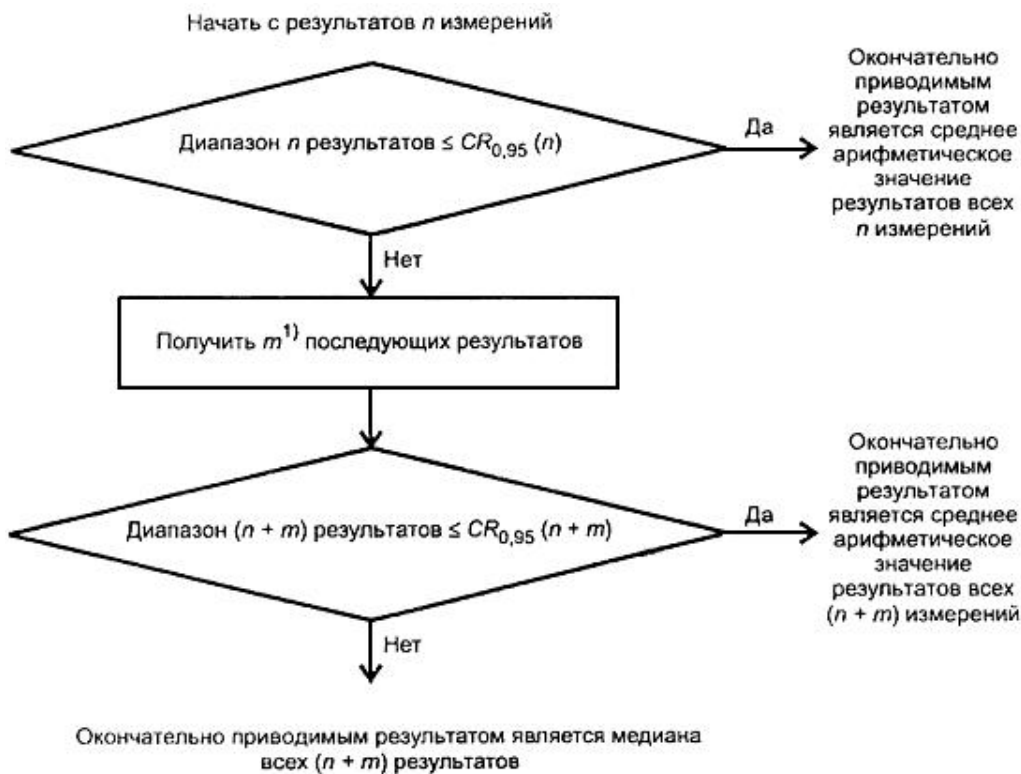 Начать с результатов n измерений
Диапазон n результатов ≤ CR0,95 (n)
Да
Окончательно
приводимым
результатом
является среднее
арифметическое
значение
результатов всех
n измерений
Нет
Получить m1) последующих результатов
Диапазон (n + m) результатов ≤ CR0,95 (n + m)
Да
Окончательно
приводимым
результатом
является среднее
арифметическое
значение
результатов всех
(n + m) измерений
Нет
Окончательно приводимым результатом является медиана
всех (n + m) результатов